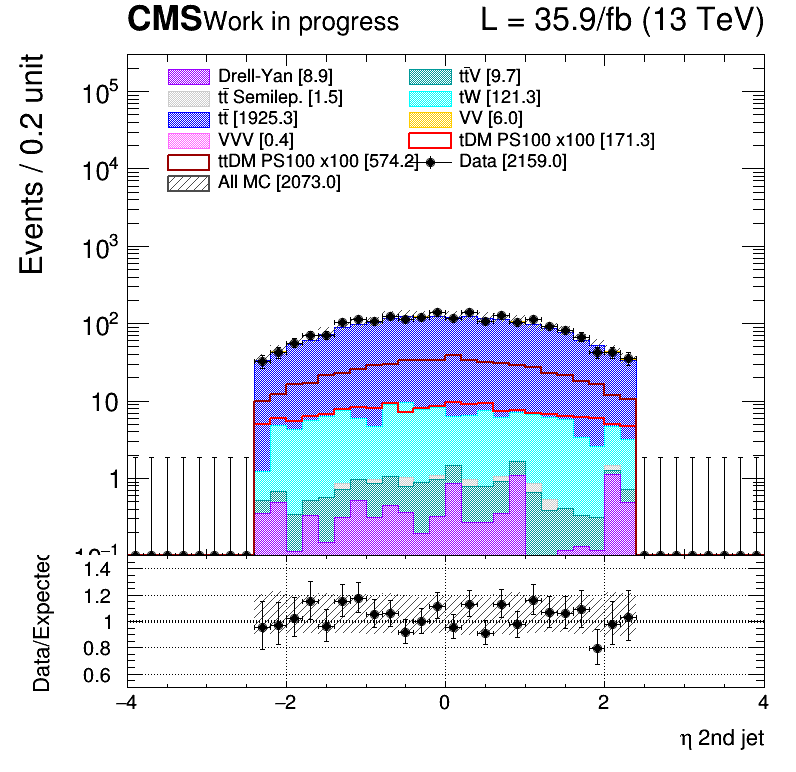 CMS Work in progress L = 35.9/fb (13 TeV)
Drell-Yan [8.9] tt̄V [9.7]
tt̄ Semilep. [1.5] tW [121.3]
tt̄ [1925.3] VV [6.0]
VVV [0.4] tDM PS100 x100 [171.3]
ttDM PS100 x100 [574.2] Data [2159.0]
All MC [2073.0]
Events / 0.2 unit
10⁵
10⁴
10³
10²
10
1
10⁻¹
Data/Expected
1.4
1.2
1
0.8
0.6
−4 −2 0 2 4
η 2nd jet